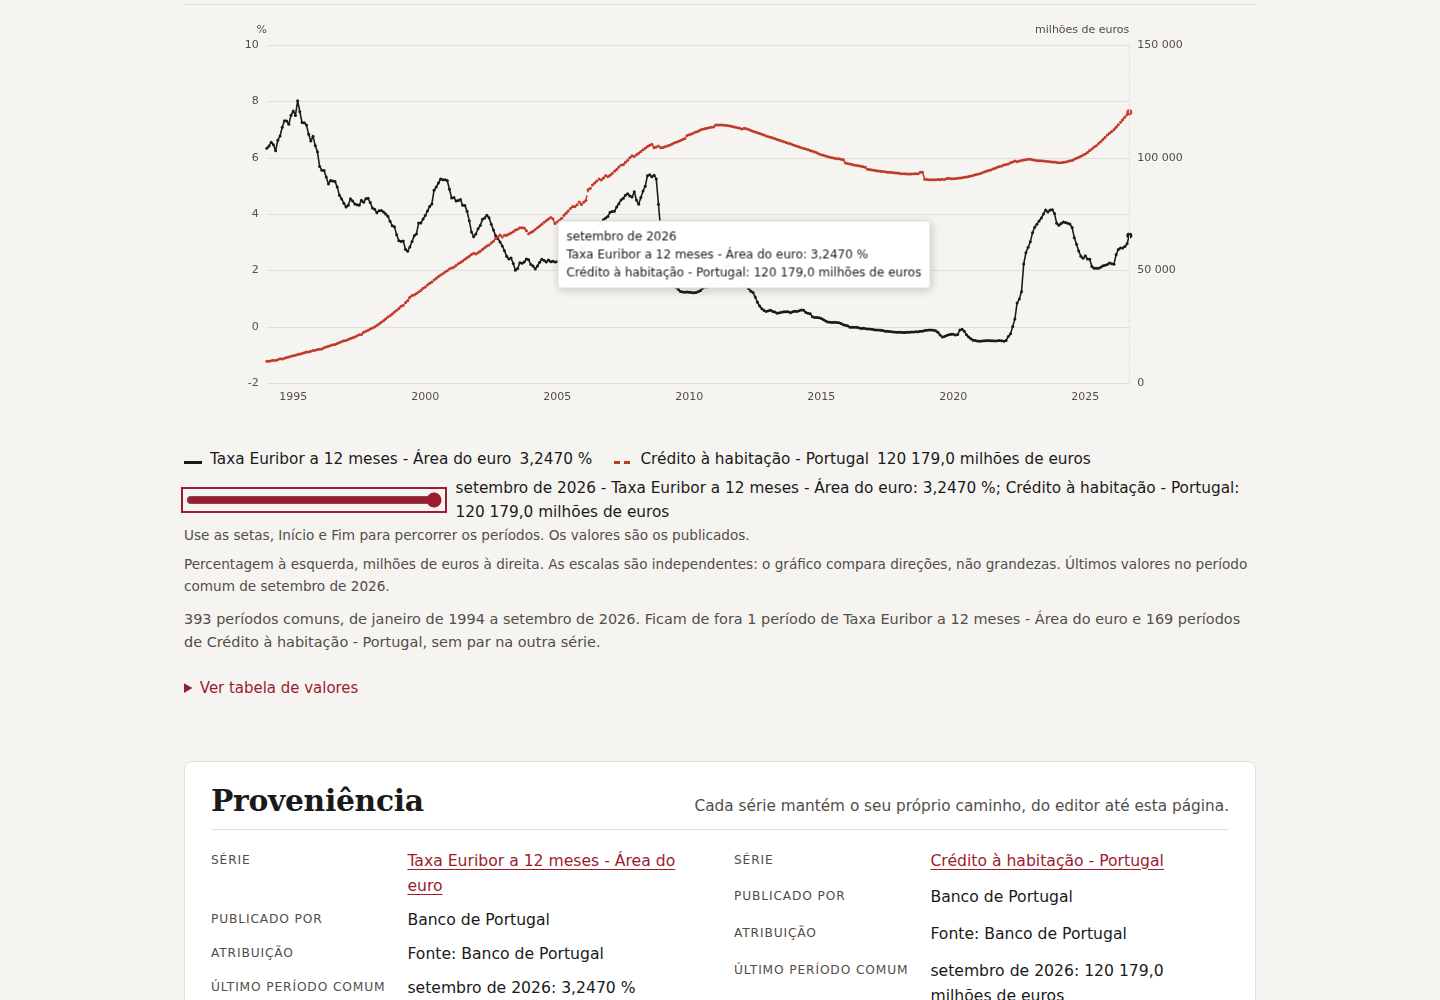 %
milhões de euros
10
150 000
8
6
100 000
4
setembro de 2026
Taxa Euribor a 12 meses - Área do euro: 3,2470 %
Crédito à habitação - Portugal: 120 179,0 milhões de euros
2
50 000
0
-2
0
1995
2000
2005
2010
2015
2020
2025
Taxa Euribor a 12 meses - Área do euro 3,2470 %
Crédito à habitação - Portugal 120 179,0 milhões de euros
setembro de 2026 - Taxa Euribor a 12 meses - Área do euro: 3,2470 %; Crédito à habitação - Portugal:
120 179,0 milhões de euros
Use as setas, Início e Fim para percorrer os períodos. Os valores são os publicados.
Percentagem à esquerda, milhões de euros à direita. As escalas são independentes: o gráfico compara direções, não grandezas. Últimos valores no período
comum de setembro de 2026.
393 períodos comuns, de janeiro de 1994 a setembro de 2026. Ficam de fora 1 período de Taxa Euribor a 12 meses - Área do euro e 169 períodos
de Crédito à habitação - Portugal, sem par na outra série.
Ver tabela de valores
Proveniência
Cada série mantém o seu próprio caminho, do editor até esta página.
SÉRIE
Taxa Euribor a 12 meses - Área do
euro
PUBLICADO POR
Banco de Portugal
ATRIBUIÇÃO
Fonte: Banco de Portugal
ÚLTIMO PERÍODO COMUM
setembro de 2026: 3,2470 %
SÉRIE
Crédito à habitação - Portugal
PUBLICADO POR
Banco de Portugal
ATRIBUIÇÃO
Fonte: Banco de Portugal
ÚLTIMO PERÍODO COMUM
setembro de 2026: 120 179,0
milhões de euros